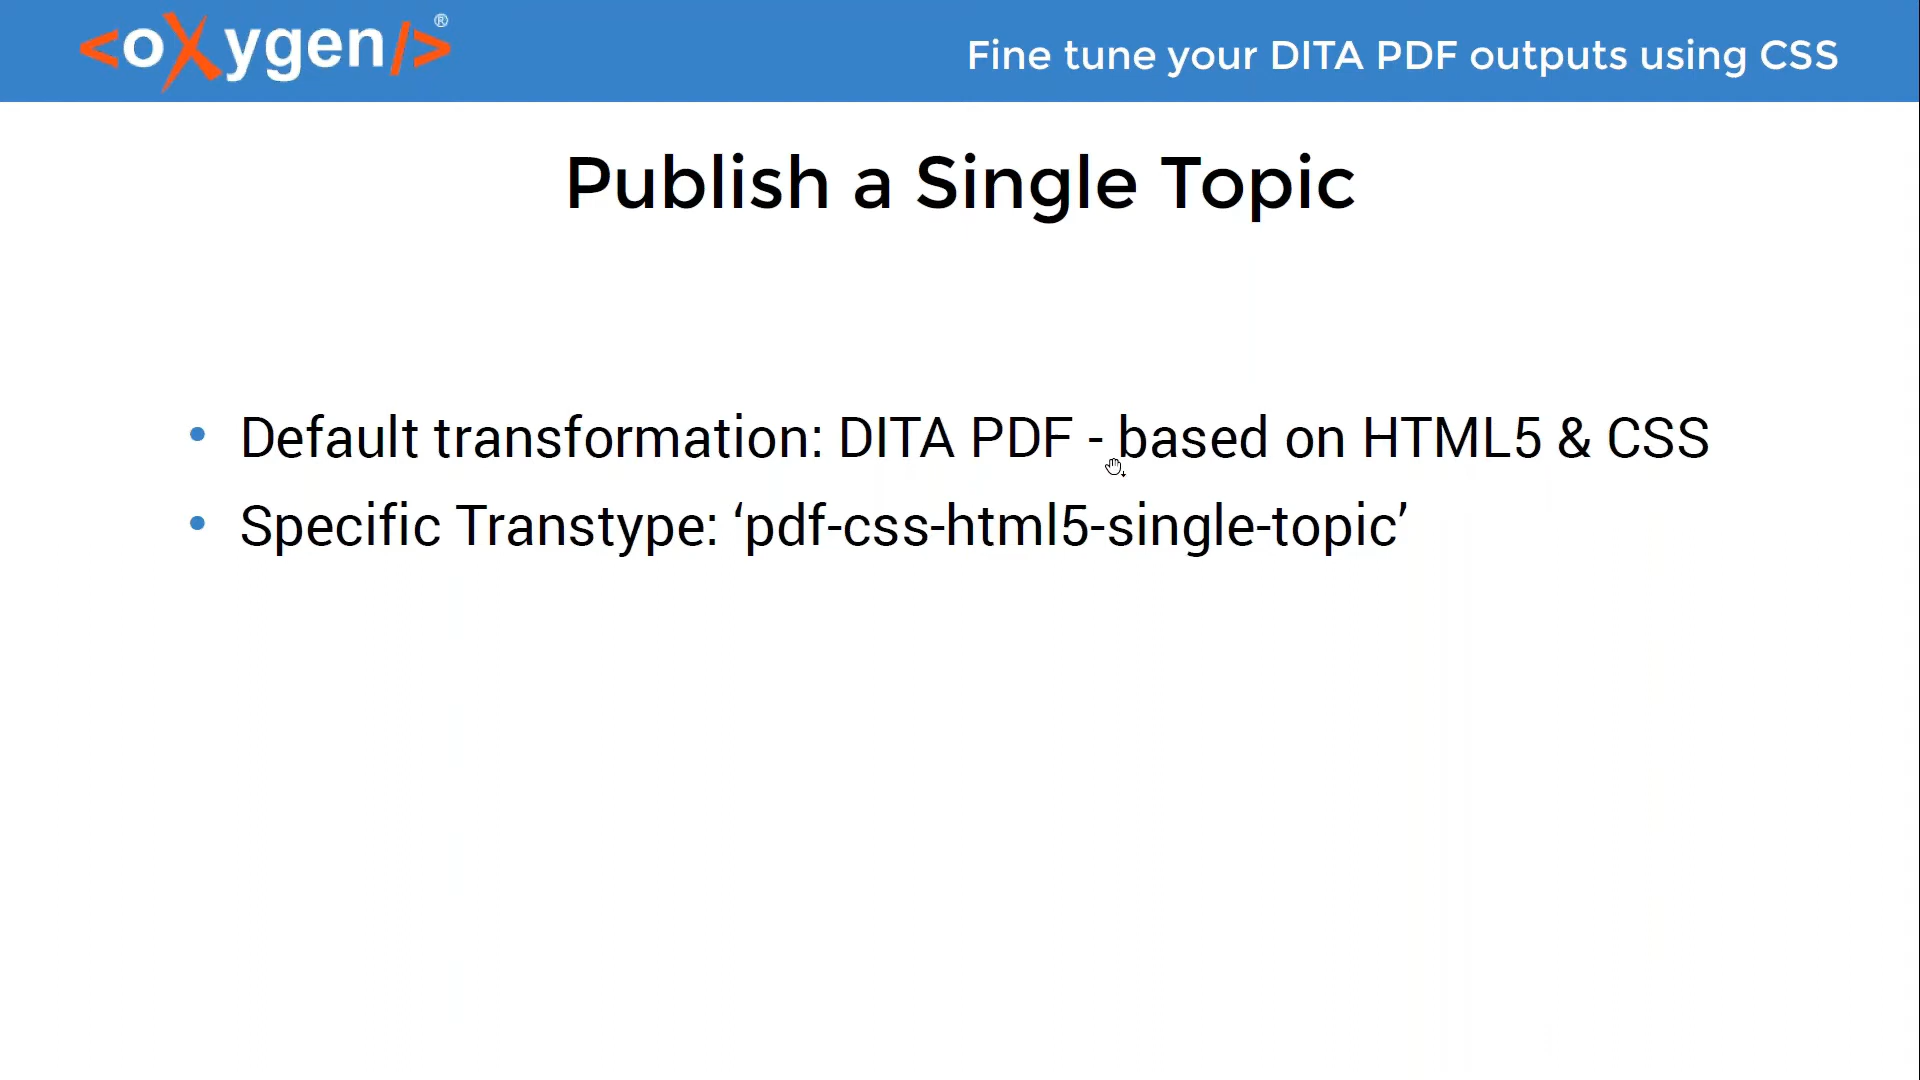 <oXygen/>®
Fine tune your DITA PDF outputs using CSS
Publish a Single Topic
• Default transformation: DITA PDF - based on HTML5 & CSS
• Specific Transtype: ‘pdf-css-html5-single-topic’